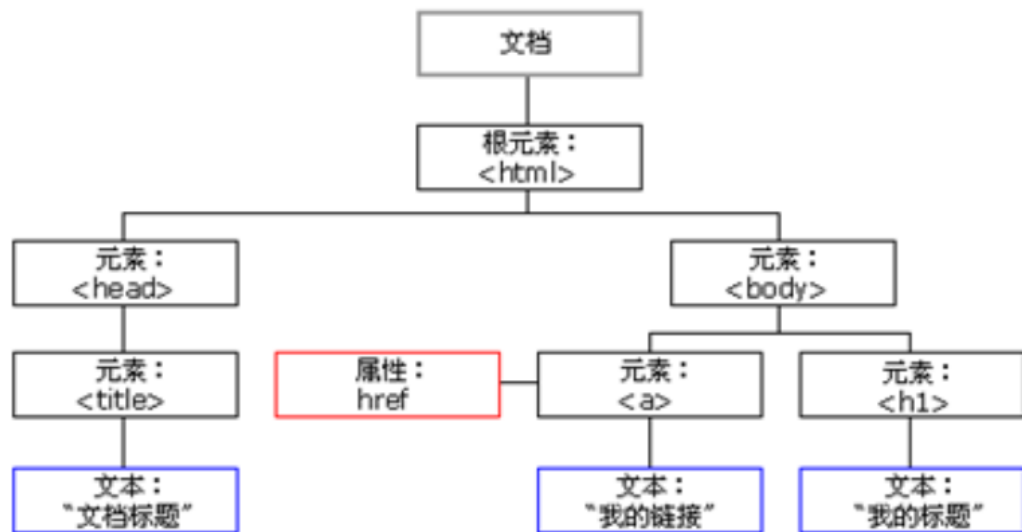 文档
根元素：
<html>
元素：
<head>
元素：
<body>
元素：
<title>
属性：
href
元素：
<a>
元素：
<h1>
文本：
“文档标题”
文本：
“我的链接”
文本：
“我的标题”